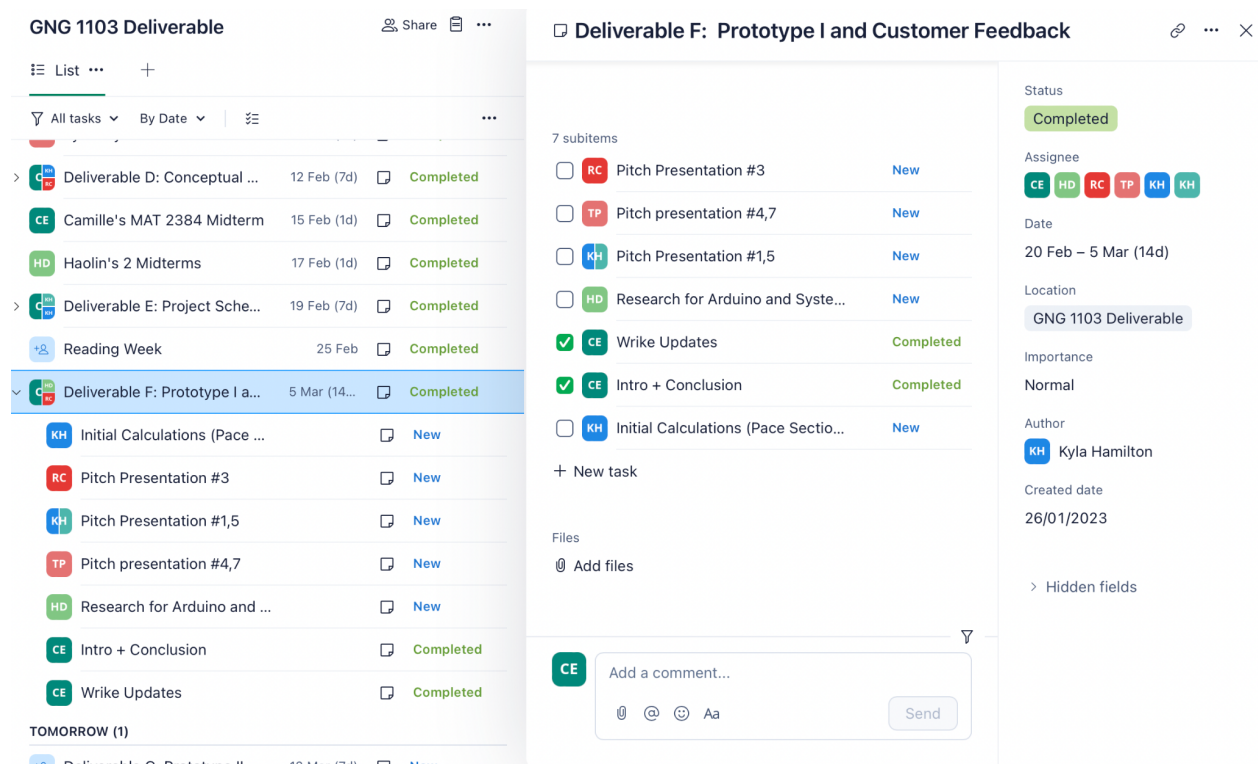 GNG 1103 Deliverable
Share
List
All tasks
By Date
CE KH RC Deliverable D: Conceptual ... 12 Feb (7d) Completed
CE Camille's MAT 2384 Midterm 15 Feb (1d) Completed
HD Haolin's 2 Midterms 17 Feb (1d) Completed
KH KH Deliverable E: Project Sche... 19 Feb (7d) Completed
Reading Week 25 Feb Completed
HD RC Deliverable F: Prototype I a... 5 Mar (14... Completed
KH Initial Calculations (Pace ... New
RC Pitch Presentation #3 New
KH Pitch Presentation #1,5 New
TP Pitch presentation #4,7 New
HD Research for Arduino and ... New
CE Intro + Conclusion Completed
CE Wrike Updates Completed
TOMORROW (1)
Deliverable F: Prototype I and Customer Feedback
7 subitems
RC Pitch Presentation #3 New
TP Pitch presentation #4,7 New
KH Pitch Presentation #1,5 New
HD Research for Arduino and Syste... New
CE Wrike Updates Completed
CE Intro + Conclusion Completed
KH Initial Calculations (Pace Sectio... New
New task
Files
Add files
CE Add a comment...
@ Aa Send
Status
Completed
Assignee
CE HD RC TP KH KH
Date
20 Feb – 5 Mar (14d)
Location
GNG 1103 Deliverable
Importance
Normal
Author
KH Kyla Hamilton
Created date
26/01/2023
Hidden fields